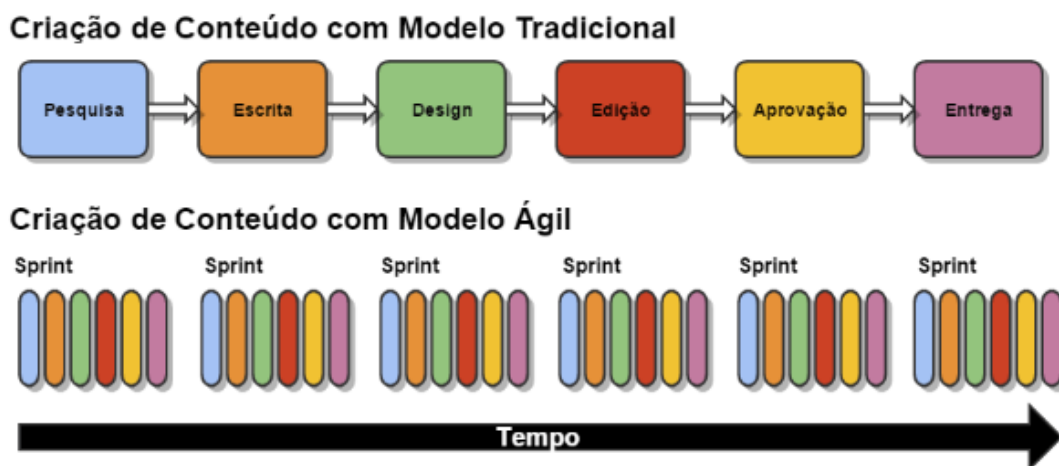 Criação de Conteúdo com Modelo Tradicional
Pesquisa Escrita Design Edição Aprovação Entrega
Criação de Conteúdo com Modelo Ágil
Sprint Sprint Sprint Sprint Sprint Sprint
Tempo